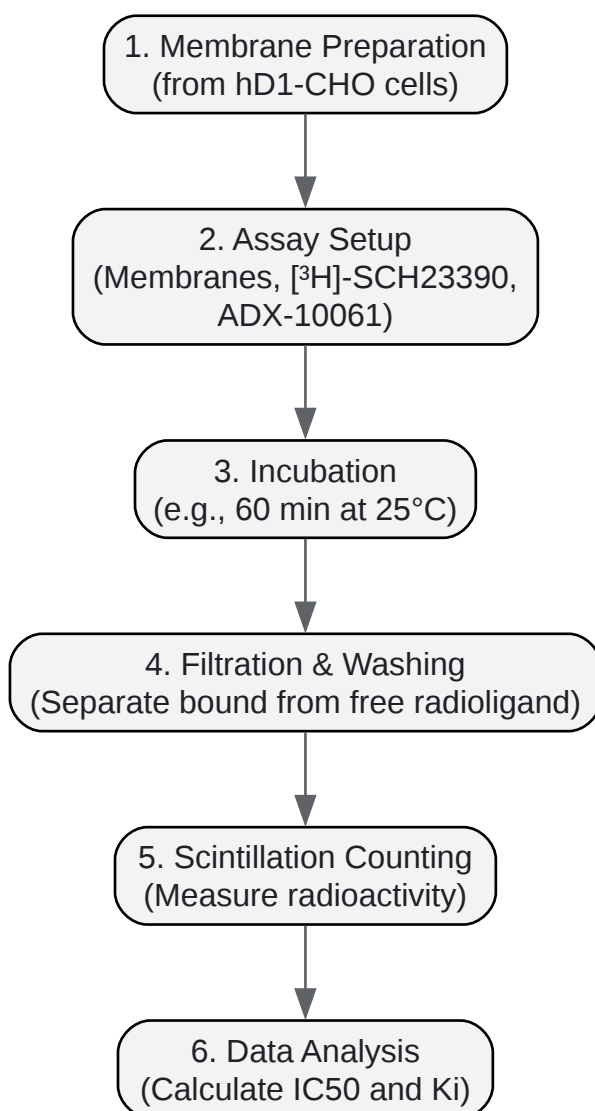 1. Membrane Preparation
(from hD1-CHO cells)
2. Assay Setup
(Membranes, [³H]-SCH23390,
ADX-10061)
3. Incubation
(e.g., 60 min at 25°C)
4. Filtration & Washing
(Separate bound from free radioligand)
5. Scintillation Counting
(Measure radioactivity)
6. Data Analysis
(Calculate IC50 and Ki)